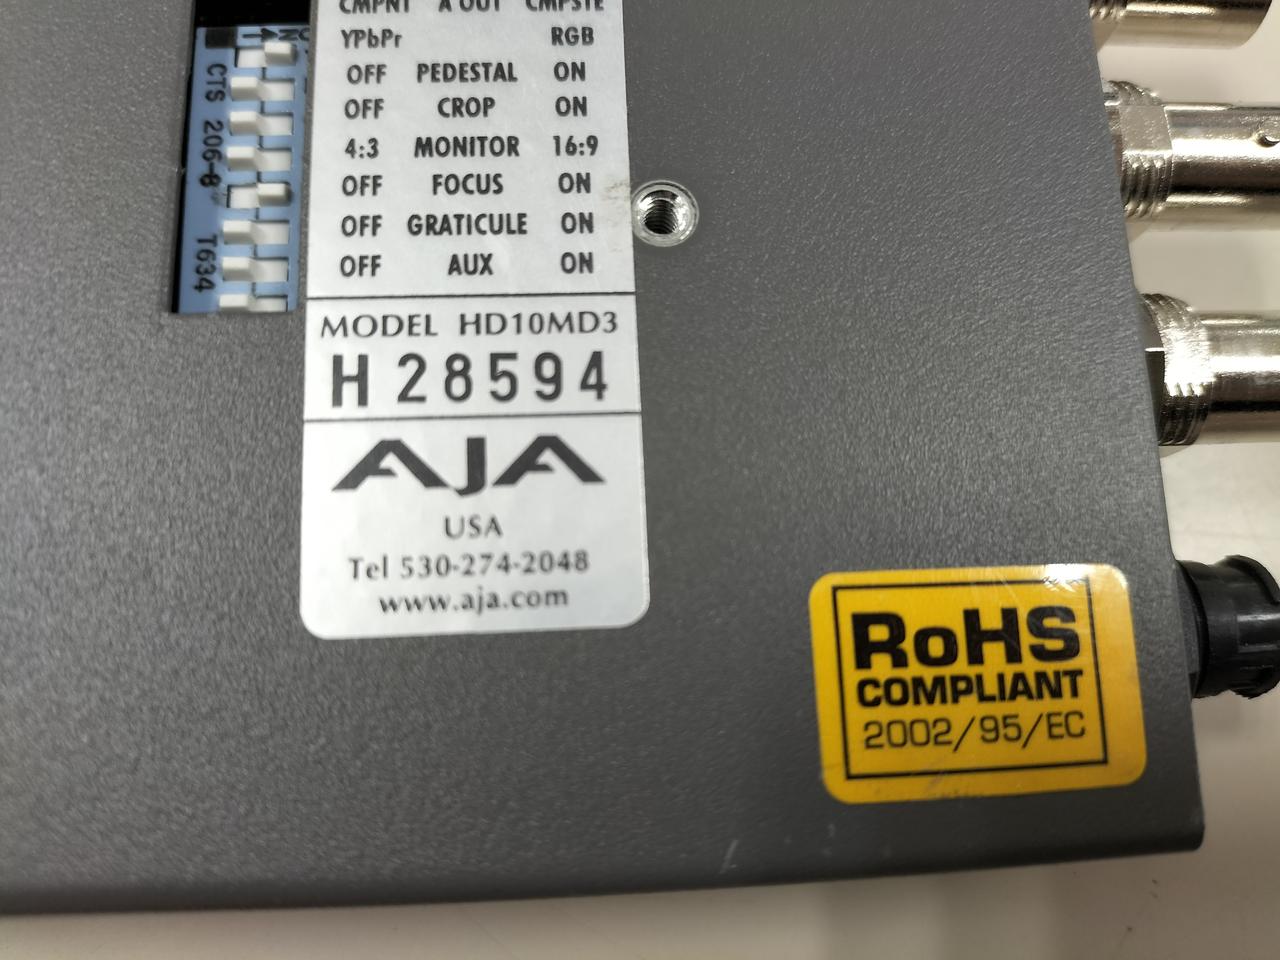 CMPNT A OUT CMPSTE
YPbPr RGB
OFF PEDESTAL ON
OFF CROP ON
4:3 MONITOR 16:9
OFF FOCUS ON
OFF GRATICULE ON
OFF AUX ON
MODEL HD10MD3
H28594
AJA
USA
Tel 530-274-2048
www.aja.com
CTS 206-8 T634
RoHS
COMPLIANT
2002/95/EC